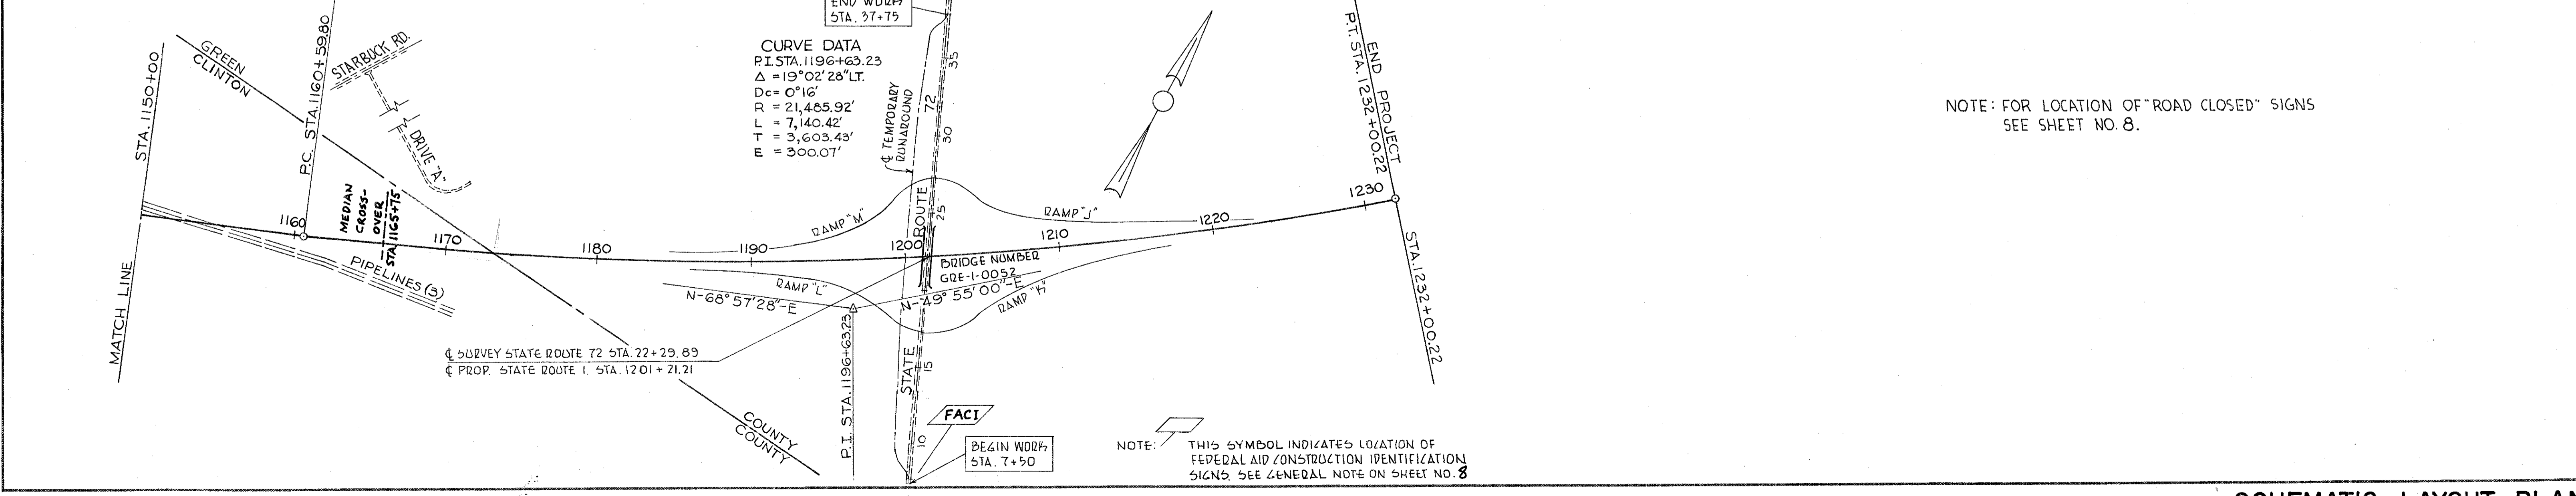 END WORK
STA. 37+75
CURVE DATA
P.I.STA.1196+63.23
Δ = 19°02'28"LT.
Dc= 0°16'
R = 21,485.92'
L = 7,140.42'
T = 3,603.43'
E = 300.07'
STA. 1150+00
GREEN
CLINTON
P.C. STA.1160+59.80
STARBUCK RD.
DRIVE "A"
℄ TEMPORARY
RUNAROUND
35
72
30
END PROJECT
P.T. STA. 1232+00.22
NOTE: FOR LOCATION OF "ROAD CLOSED" SIGNS
SEE SHEET NO. 8.
MEDIAN
CROSS-
OVER
STA. 1165+75
1160
1170
1180
1190
1200
1210
1220
1230
RAMP "M"
ROUTE
25
RAMP "J"
PIPELINES (3)
MATCH LINE
RAMP "L"
N-68°57'28"-E
BRIDGE NUMBER
GRE-1-0052
N-49°55'00"-E
RAMP "K"
STA.1232+00.22
℄ SURVEY STATE ROUTE 72 STA. 22+29.89
℄ PROP. STATE ROUTE 1. STA. 1201+21.21
P.I. STA.1196+63.23
STATE
15
10
COUNTY
COUNTY
FACI
BEGIN WORK
STA. 7+50
NOTE: THIS SYMBOL INDICATES LOCATION OF
FEDERAL AID CONSTRUCTION IDENTIFICATION
SIGNS. SEE GENERAL NOTE ON SHEET NO. 8
SCHEMATIC LAYOUT PLAN